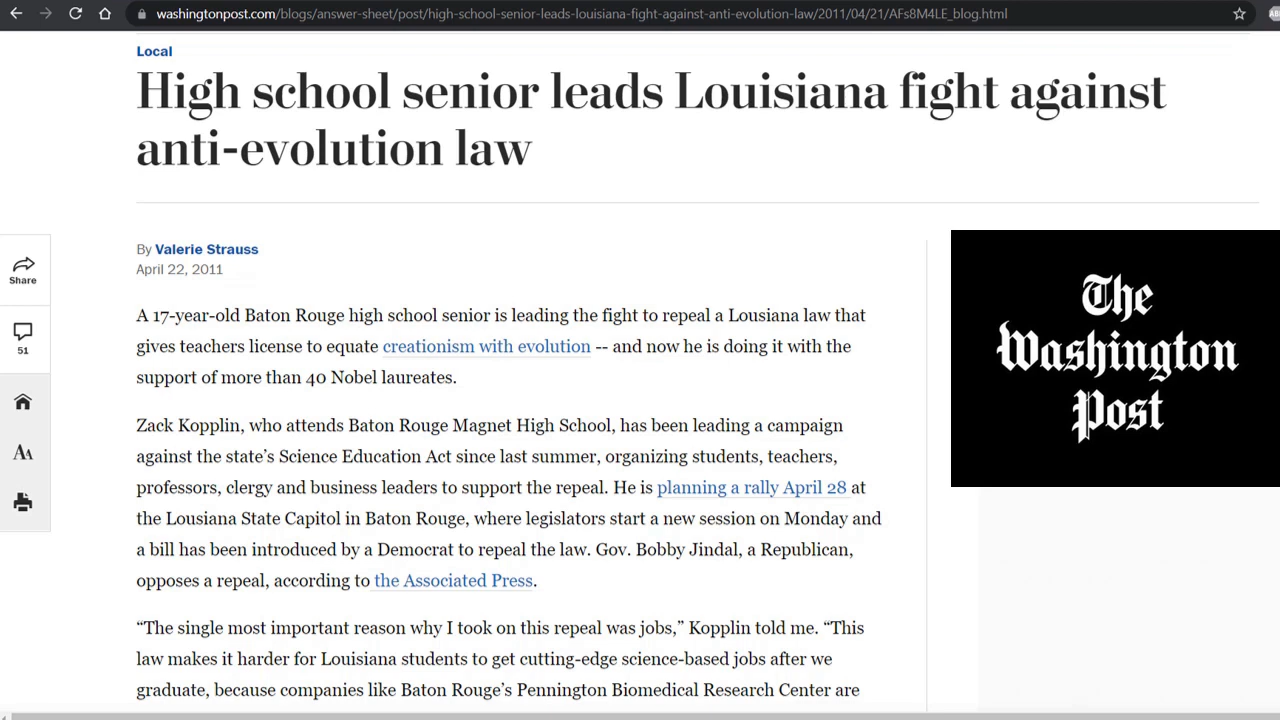 washingtonpost.com/blogs/answer-sheet/post/high-school-senior-leads-louisiana-fight-against-anti-evolution-law/2011/04/21/AFs8M4LE_blog.html
Local
High school senior leads Louisiana fight against
anti-evolution law
By Valerie Strauss
April 22, 2011
Share
51
AA
A 17-year-old Baton Rouge high school senior is leading the fight to repeal a Lousiana law that
gives teachers license to equate creationism with evolution -- and now he is doing it with the
support of more than 40 Nobel laureates.
Zack Kopplin, who attends Baton Rouge Magnet High School, has been leading a campaign
against the state’s Science Education Act since last summer, organizing students, teachers,
professors, clergy and business leaders to support the repeal. He is planning a rally April 28 at
the Lousiana State Capitol in Baton Rouge, where legislators start a new session on Monday and
a bill has been introduced by a Democrat to repeal the law. Gov. Bobby Jindal, a Republican,
opposes a repeal, according to the Associated Press.
“The single most important reason why I took on this repeal was jobs,” Kopplin told me. “This
law makes it harder for Louisiana students to get cutting-edge science-based jobs after we
graduate, because companies like Baton Rouge’s Pennington Biomedical Research Center are
The
Washington
Post